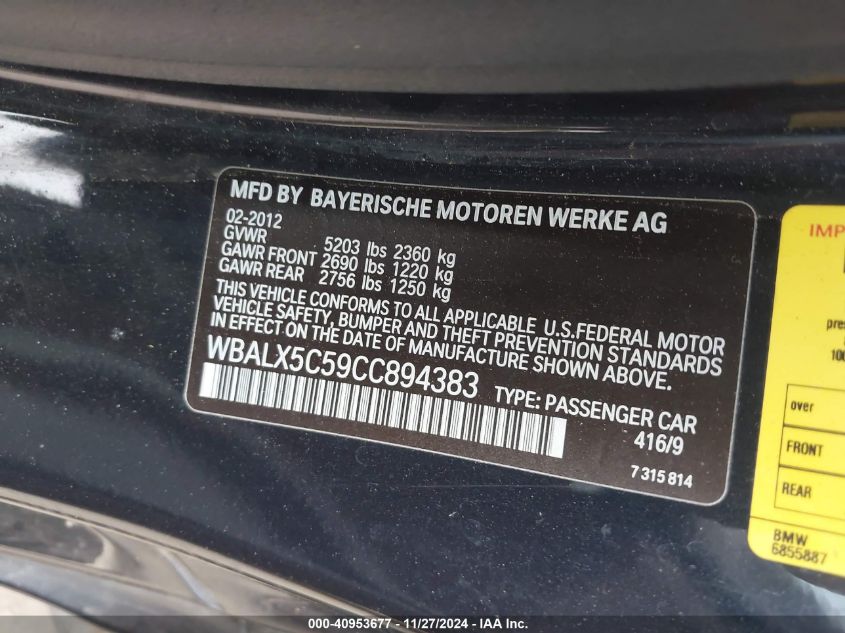 MFD BY BAYERISCHE MOTOREN WERKE AG
02-2012
GVWR 5203 lbs 2360 kg
GAWR FRONT 2690 lbs 1220 kg
GAWR REAR 2756 lbs 1250 kg
THIS VEHICLE CONFORMS TO ALL APPLICABLE U.S.FEDERAL MOTOR
VEHICLE SAFETY, BUMPER AND THEFT PREVENTION STANDARDS
IN EFFECT ON THE DATE OF MANUFACTURE SHOWN ABOVE.
WBALX5C59CC894383 TYPE: PASSENGER CAR
416/9
7 315 814
IMP
pre
100
over
FRONT
REAR
BMW
6855887
000-40953677 - 11/27/2024 - IAA Inc.